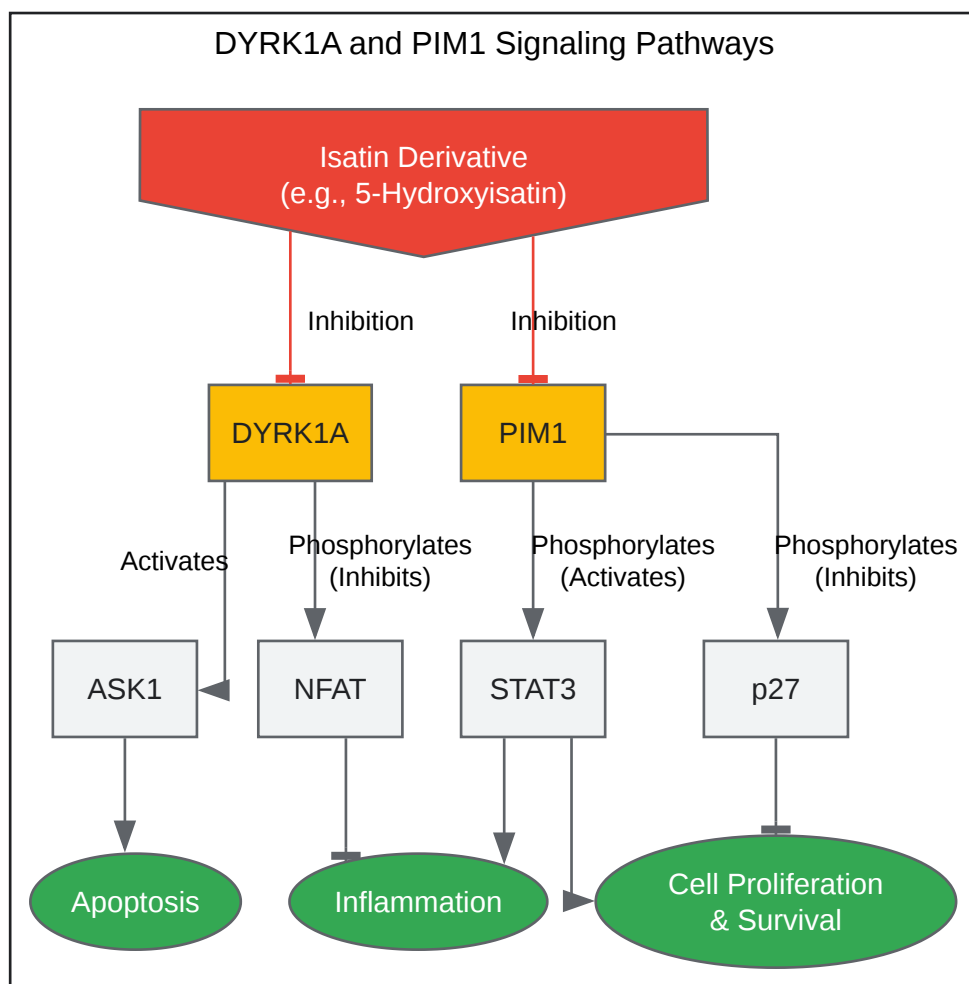 DYRK1A and PIM1 Signaling Pathways
Isatin Derivative
(e.g., 5-Hydroxyisatin)
Inhibition
Inhibition
DYRK1A
PIM1
Activates
Phosphorylates
(Inhibits)
Phosphorylates
(Activates)
Phosphorylates
(Inhibits)
ASK1
NFAT
STAT3
p27
Apoptosis
Inflammation
Cell Proliferation
& Survival